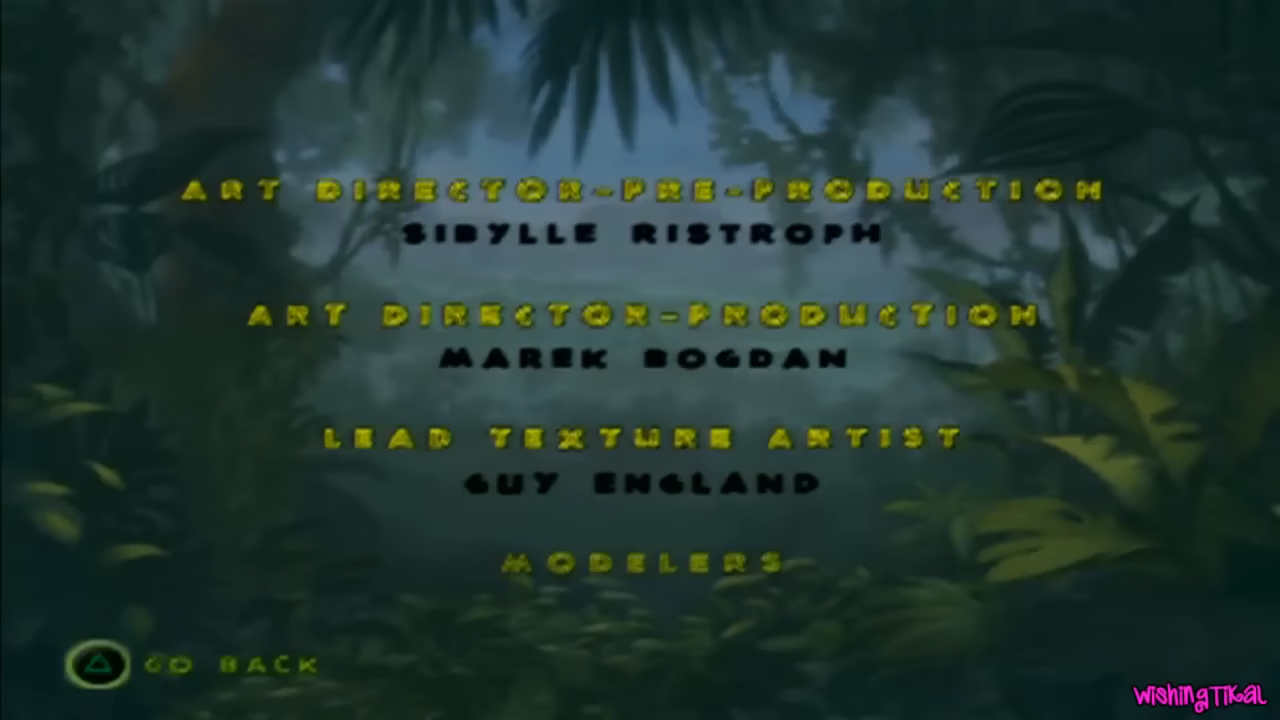 ART DIRECTOR-PRE-PRODUCTION
SIBYLLE RISTROPH
ART DIRECTOR-PRODUCTION
MAREK BOGDAN
LEAD TEXTURE ARTIST
GUY ENGLAND
MODELERS
GO BACK
WishingTikal